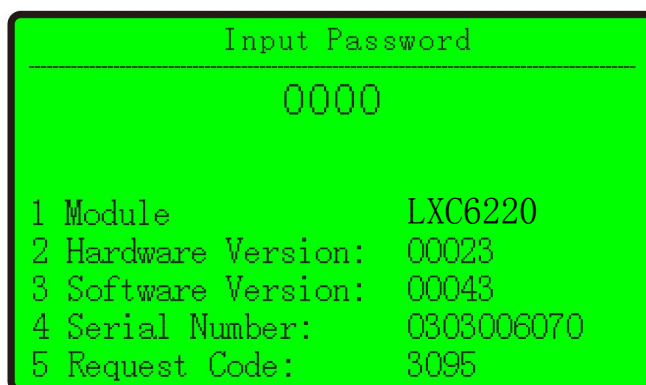 Input Password
0000
1 Module LXC6220
2 Hardware Version: 00023
3 Software Version: 00043
4 Serial Number: 0303006070
5 Request Code: 3095